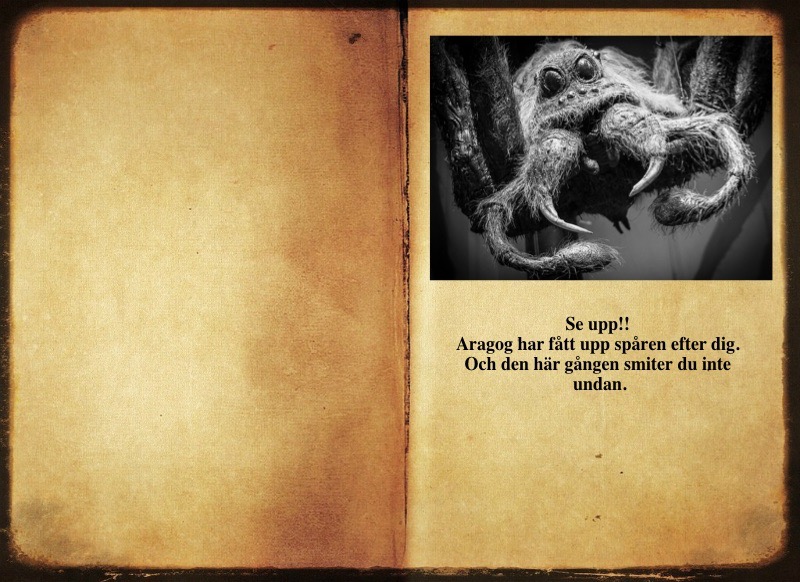 Se upp!!
Aragog har fått upp spåren efter dig.
Och den här gången smiter du inte
undan.